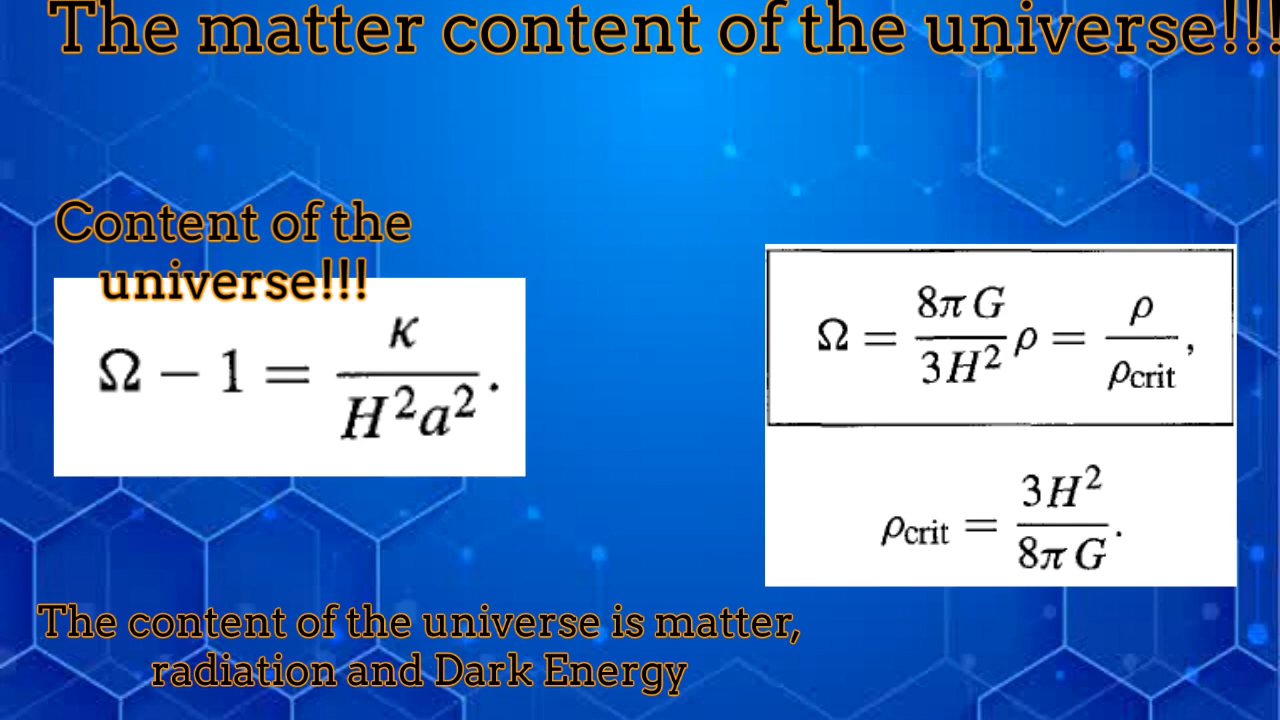 The matter content of the universe!!!
Content of the
universe!!!
Ω − 1 = κ / H²a² .
Ω = 8πG / 3H² ρ = ρ / ρcrit ,
ρcrit = 3H² / 8πG .
The content of the universe is matter,
radiation and Dark Energy